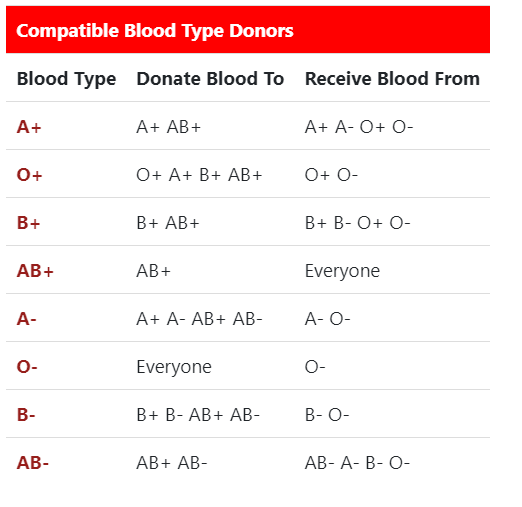 Compatible Blood Type Donors
Blood Type Donate Blood To Receive Blood From
A+ A+ AB+ A+ A- O+ O-
O+ O+ A+ B+ AB+ O+ O-
B+ B+ AB+ B+ B- O+ O-
AB+ AB+ Everyone
A- A+ A- AB+ AB- A- O-
O- Everyone O-
B- B+ B- AB+ AB- B- O-
AB- AB+ AB- AB- A- B- O-